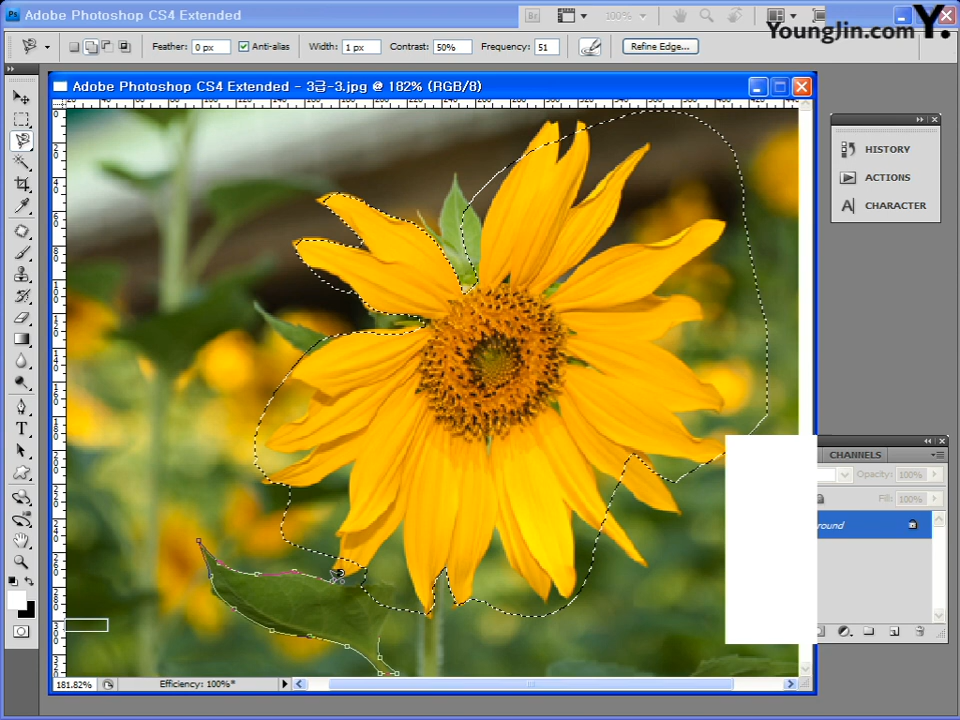 Adobe Photoshop CS4 Extended
Br
100%
YoungJin.com Y.
Feather: 0 px
Anti-alias
Width: 1 px
Contrast: 50%
Frequency: 51
Refine Edge...
Adobe Photoshop CS4 Extended - 3급-3.jpg @ 182% (RGB/8)
HISTORY
ACTIONS
CHARACTER
CHANNELS
Opacity: 100%
Fill: 100%
round
181.82%
Efficiency: 100%*